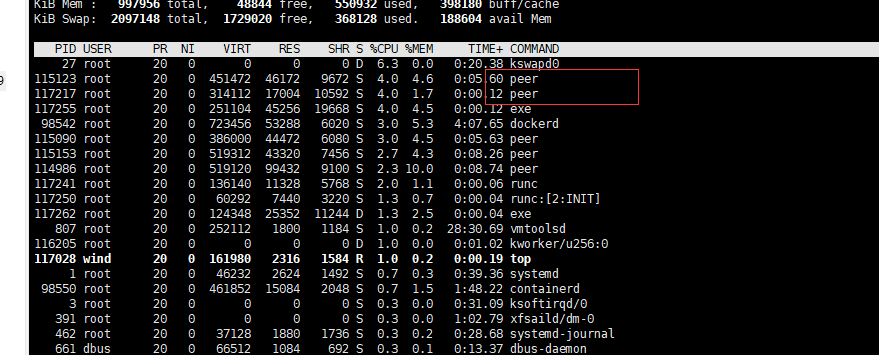 KiB Mem :   997956 total,    48844 free,   550932 used,   398180 buff/cache
KiB Swap:  2097148 total,  1729020 free,   368128 used.   188604 avail Mem
PID USER      PR  NI    VIRT    RES    SHR S %CPU %MEM     TIME+ COMMAND
27 root      20   0       0      0      0 D  6.3  0.0   0:20.38 kswapd0
9
115123 root      20   0  451472  46172   9672 S  4.0  4.6   0:05.60 peer
117217 root      20   0  314112  17004  10592 S  4.0  1.7   0:00.12 peer
117255 root      20   0  251104  45256  19668 S  4.0  4.5   0:00.12 exe
98542 root      20   0  723456  53288   6020 S  3.0  5.3   4:07.65 dockerd
115090 root      20   0  386000  44472   6080 S  3.0  4.5   0:05.63 peer
115153 root      20   0  519312  43320   7456 S  2.7  4.3   0:08.26 peer
114986 root      20   0  519120  99432   9100 S  2.3 10.0   0:08.74 peer
117241 root      20   0  136140  11328   5768 S  2.0  1.1   0:00.06 runc
117250 root      20   0   60292   7440   3220 S  1.3  0.7   0:00.04 runc:[2:INIT]
117262 root      20   0  124348  25352  11244 D  1.3  2.5   0:00.04 exe
807 root      20   0  252112   1800   1184 S  1.0  0.2  28:30.69 vmtoolsd
116205 root      20   0       0      0      0 D  1.0  0.0   0:01.02 kworker/u256:0
117028 wind      20   0  161980   2316   1584 R  1.0  0.2   0:00.19 top
1 root      20   0   46232   2624   1492 S  0.7  0.3   0:39.36 systemd
98550 root      20   0  461852  15084   2048 S  0.7  1.5   1:48.22 containerd
3 root      20   0       0      0      0 S  0.3  0.0   0:31.09 ksoftirqd/0
391 root      20   0       0      0      0 S  0.3  0.0   1:02.79 xfsaild/dm-0
462 root      20   0   37128   1880   1736 S  0.3  0.2   0:28.68 systemd-journal
661 dbus      20   0   66512   1084    692 S  0.3  0.1   0:13.37 dbus-daemon